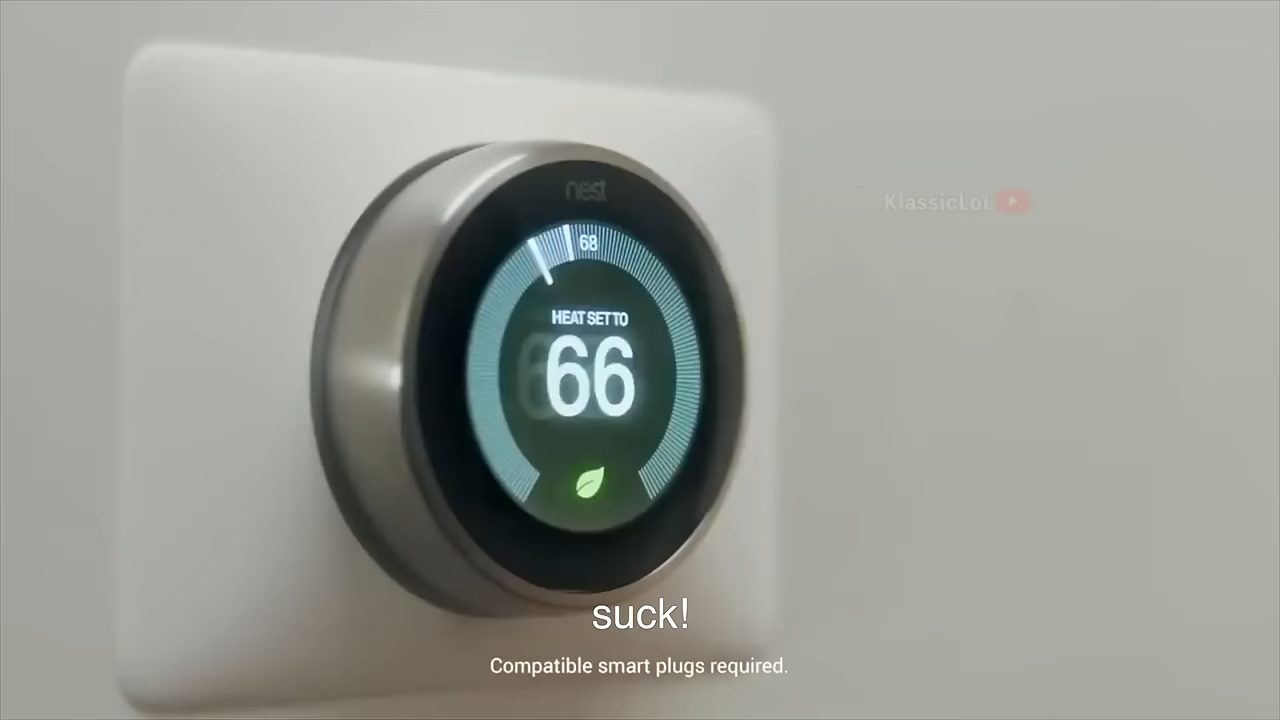 nest
KlassicLoL
68
HEAT SET TO
66
suck!
Compatible smart plugs required.